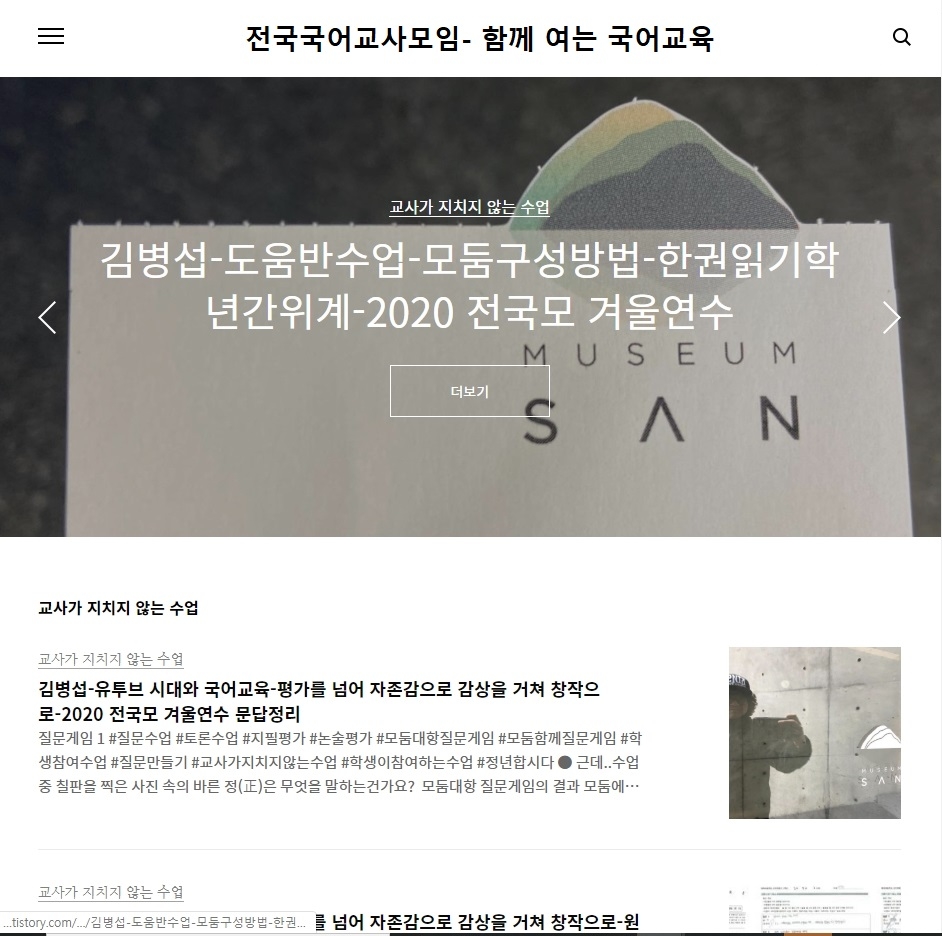 전국국어교사모임- 함께 여는 국어교육
교사가 지치지 않는 수업
김병섭-도움반수업-모둠구성방법-한권읽기학
년간위계-2020 전국모 겨울연수
MUSEUM
더보기
SΛN
교사가 지치지 않는 수업
교사가 지치지 않는 수업
김병섭-유투브 시대와 국어교육-평가를 넘어 자존감으로 감상을 거쳐 창작으
로-2020 전국모 겨울연수 문답정리
질문게임 1 #질문수업 #토론수업 #지필평가 #논술평가 #모둠대항질문게임 #모둠함께질문게임 #학
생참여수업 #질문만들기 #교사가지치지않는수업 #학생이참여하는수업 #정년합시다 ● 근데..수업
중 칠판을 찍은 사진 속의 바른 정(正)은 무엇을 말하는건가요? 모둠대항 질문게임의 결과 모둠에…
MUSEUM
SΛN
교사가 지치지 않는 수업
를 넘어 자존감으로 감상을 거쳐 창작으로-원
...tistory.com/.../김병섭-도움반수업-모둠구성방법-한권...